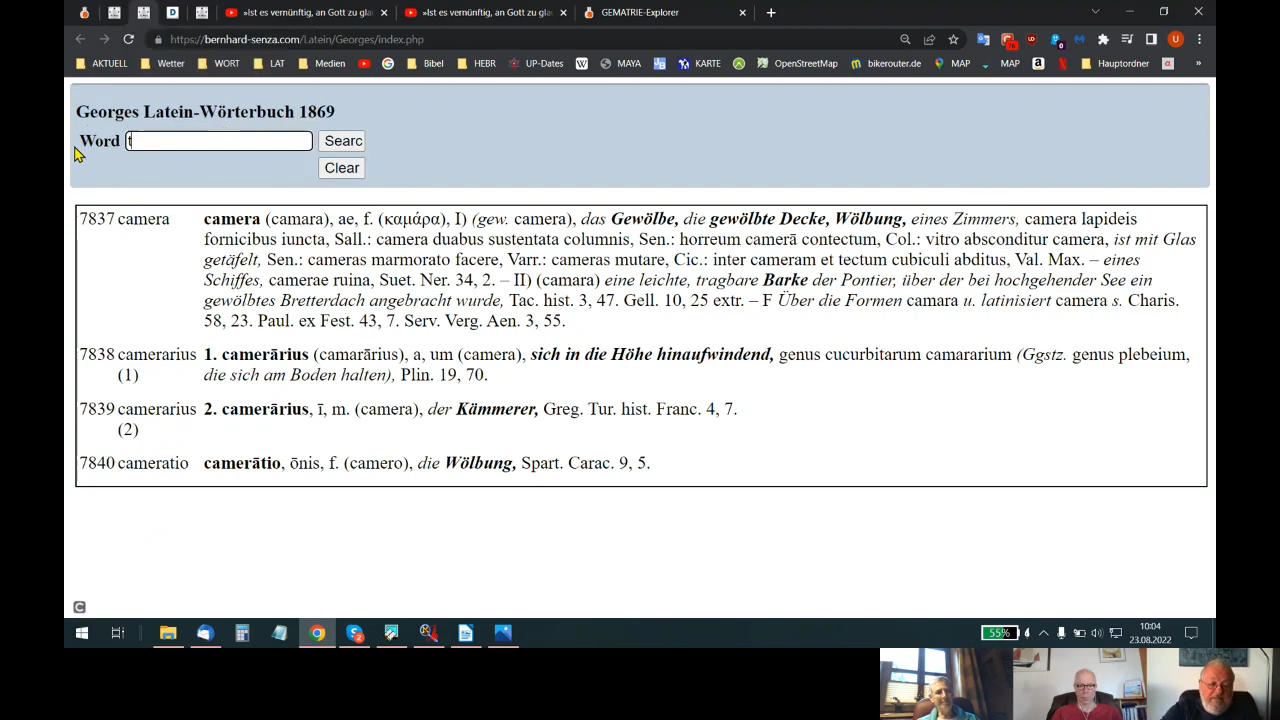 »Ist es vernünftig, an Gott zu gla
»Ist es vernünftig, an Gott zu gla
GEMATRIE-Explorer
https://bernhard-senza.com/Latein/Georges/index.php
AKTUELL Wetter WORT LAT Medien Bibel HEBR UP-Dates MAYA KARTE OpenStreetMap bikerouter.de MAP MAP Hauptordner »
Georges Latein-Wörterbuch 1869
Word t Searc
Clear
7837 camera camera (camara), ae, f. (καμάρα), I) (gew. camera), das Gewölbe, die gewölbte Decke, Wölbung, eines Zimmers, camera lapideis
fornicibus iuncta, Sall.: camera duabus sustentata columnis, Sen.: horreum camerā contectum, Col.: vitro absconditur camera, ist mit Glas
getäfelt, Sen.: cameras marmorato facere, Varr.: cameras mutare, Cic.: inter cameram et tectum cubiculi abditus, Val. Max. – eines
Schiffes, camerae ruina, Suet. Ner. 34, 2. – II) (camara) eine leichte, tragbare Barke der Pontier, über der bei hochgehender See ein
gewölbtes Bretterdach angebracht wurde, Tac. hist. 3, 47. Gell. 10, 25 extr. – F Über die Formen camara u. latinisiert camera s. Charis.
58, 23. Paul. ex Fest. 43, 7. Serv. Verg. Aen. 3, 55.
7838 camerarius 1. camerārius (camarārius), a, um (camera), sich in die Höhe hinaufwindend, genus cucurbitarum camararium (Ggstz. genus plebeium,
(1) die sich am Boden halten), Plin. 19, 70.
7839 camerarius 2. camerārius, ī, m. (camera), der Kämmerer, Greg. Tur. hist. Franc. 4, 7.
(2)
7840 cameratio camerātio, ōnis, f. (camero), die Wölbung, Spart. Carac. 9, 5.
55%
10:04
23.08.2022